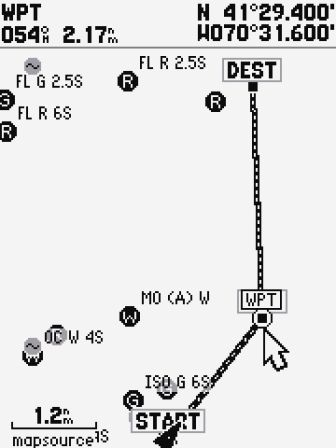 WPT N 41°29.400'
054°M 2.17nm W070°31.600'
FL R 2.5S
DEST
FL G 2.5S
R
R
G
FL R 6S
R
WPT
MO (A) W
W
OC W 4S
W
ISO G 6S
G
START
1.2nm
mapsource